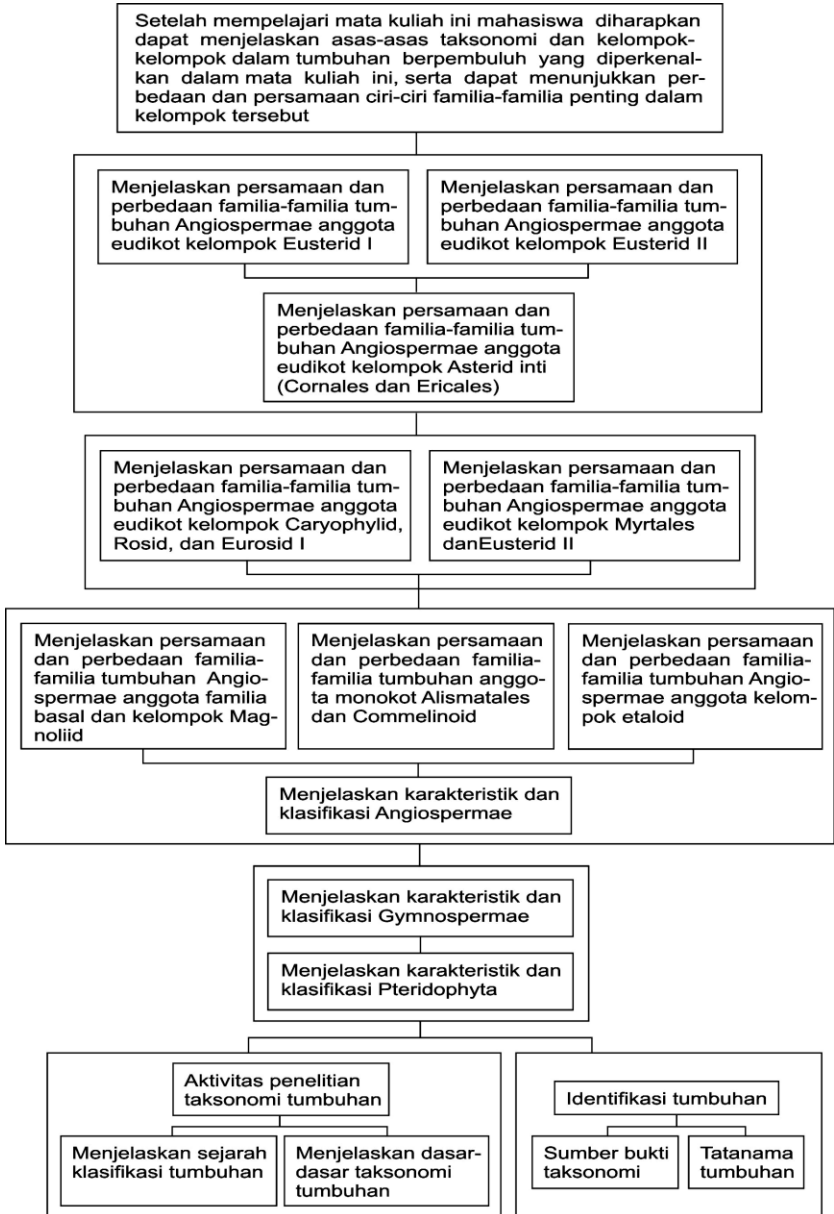 Setelah mempelajari mata kuliah ini mahasiswa diharapkan
dapat menjelaskan asas-asas taksonomi dan kelompok-
kelompok dalam tumbuhan berpembuluh yang diperkenal-
kan dalam mata kuliah ini, serta dapat menunjukkan per-
bedaan dan persamaan ciri-ciri familia-familia penting dalam
kelompok tersebut
Menjelaskan persamaan dan
perbedaan familia-familia tum-
buhan Angiospermae anggota
eudikot kelompok Eusterid I
Menjelaskan persamaan dan
perbedaan familia-familia tum-
buhan Angiospermae anggota
eudikot kelompok Eusterid II
Menjelaskan persamaan dan
perbedaan familia-familia tum-
buhan Angiospermae anggota
eudikot kelompok Asterid inti
(Cornales dan Ericales)
Menjelaskan persamaan dan
perbedaan familia-familia tum-
buhan Angiospermae anggota
eudikot kelompok Caryophylid,
Rosid, dan Eurosid I
Menjelaskan persamaan dan
perbedaan familia-familia tum-
buhan Angiospermae anggota
eudikot kelompok Myrtales
danEusterid II
Menjelaskan persamaan
dan perbedaan familia-
familia tumbuhan Angio-
spermae anggota familia
basal dan kelompok Mag-
noliid
Menjelaskan persamaan
dan perbedaan familia-
familia tumbuhan anggo-
ta monokot Alismatales
dan Commelinoid
Menjelaskan persamaan
dan perbedaan familia-
familia tumbuhan Angio-
spermae anggota kelom-
pok etaloid
Menjelaskan karakteristik dan
klasifikasi Angiospermae
Menjelaskan karakteristik dan
klasifikasi Gymnospermae
Menjelaskan karakteristik dan
klasifikasi Pteridophyta
Aktivitas penelitian
taksonomi tumbuhan
Menjelaskan sejarah
klasifikasi tumbuhan
Menjelaskan dasar-
dasar taksonomi
tumbuhan
Identifikasi tumbuhan
Sumber bukti
taksonomi
Tatanama
tumbuhan